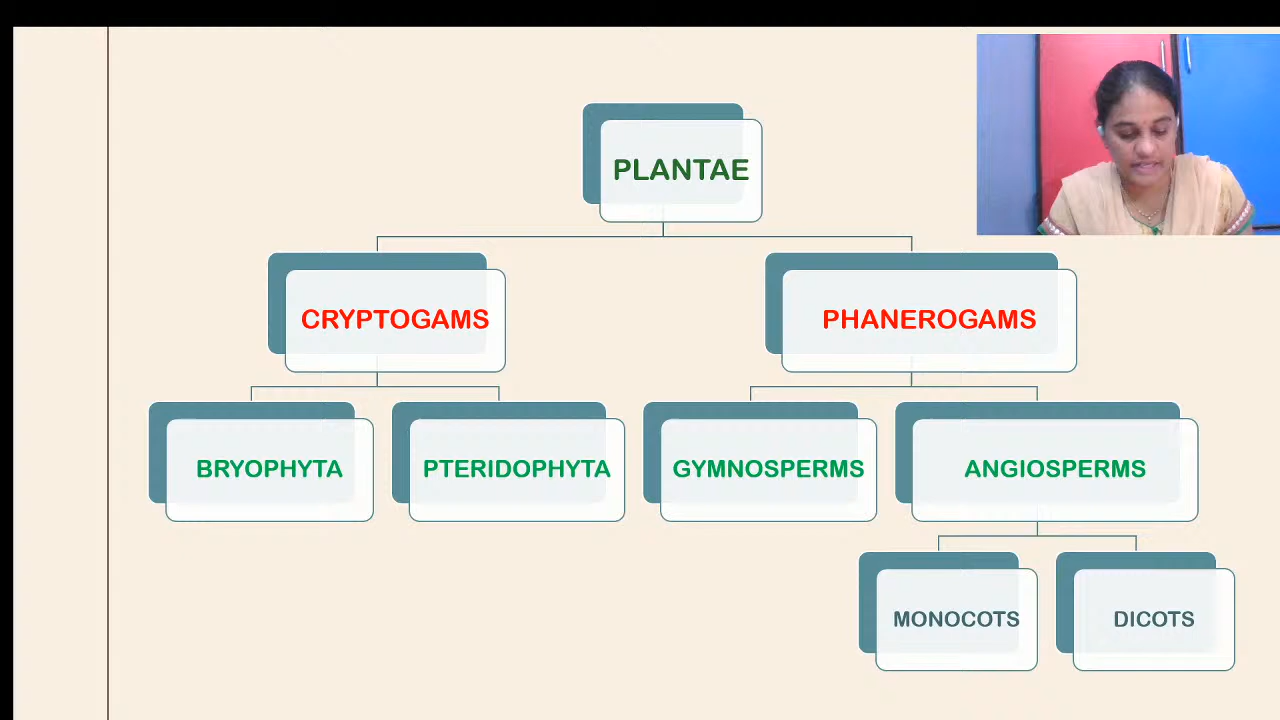 PLANTAE
CRYPTOGAMS
PHANEROGAMS
BRYOPHYTA
PTERIDOPHYTA
GYMNOSPERMS
ANGIOSPERMS
MONOCOTS
DICOTS